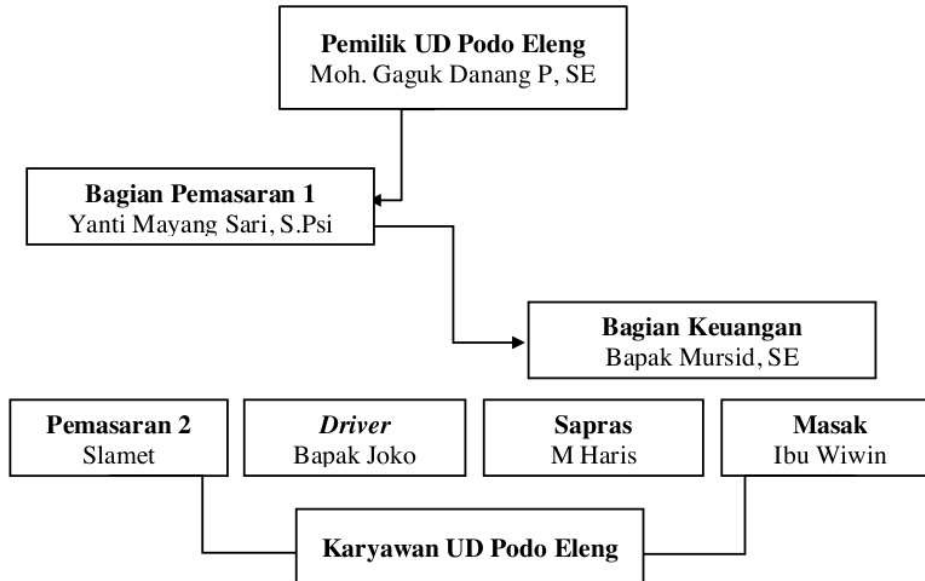 Pemilik UD Podo Eleng
Moh. Gaguk Danang P, SE
Bagian Pemasaran 1
Yanti Mayang Sari, S.Psi
Bagian Keuangan
Bapak Mursid, SE
Pemasaran 2
Slamet
Driver
Bapak Joko
Sapras
M Haris
Masak
Ibu Wiwin
Karyawan UD Podo Eleng